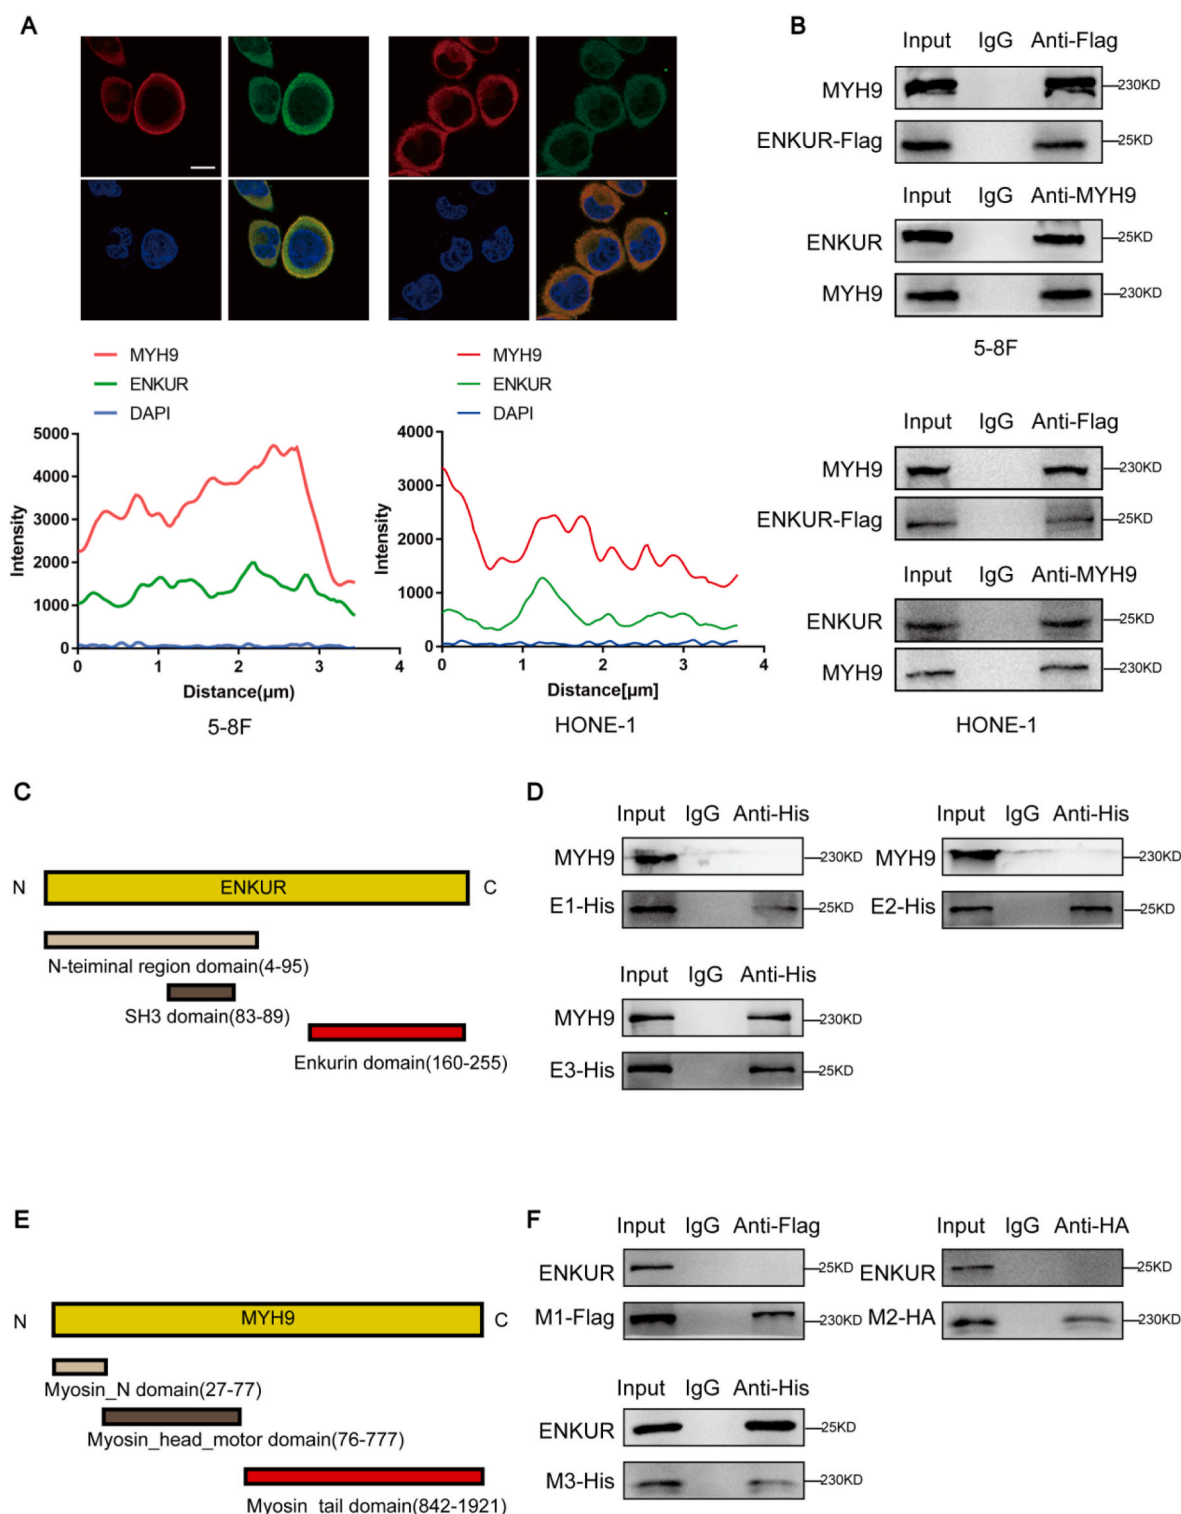 A
B
Input IgG Anti-Flag
MYH9 230KD
ENKUR-Flag 25KD
Input IgG Anti-MYH9
ENKUR 25KD
MYH9 230KD
5-8F
MYH9
ENKUR
DAPI
Intensity
5000
4000
3000
2000
1000
0
0 1 2 3 4
Distance(μm)
5-8F
MYH9
ENKUR
DAPI
Intensity
4000
3000
2000
1000
0
0 1 2 3 4
Distance[μm]
HONE-1
Input IgG Anti-Flag
MYH9 230KD
ENKUR-Flag 25KD
Input IgG Anti-MYH9
ENKUR 25KD
MYH9 230KD
HONE-1
C
N ENKUR C
N-teiminal region domain(4-95)
SH3 domain(83-89)
Enkurin domain(160-255)
D
Input IgG Anti-His
MYH9 230KD
E1-His 25KD
Input IgG Anti-His
MYH9 230KD
E2-His 25KD
Input IgG Anti-His
MYH9 230KD
E3-His 25KD
E
N MYH9 C
Myosin_N domain(27-77)
Myosin_head_motor domain(76-777)
Myosin tail domain(842-1921)
F
Input IgG Anti-Flag
ENKUR 25KD
M1-Flag 230KD
Input IgG Anti-HA
ENKUR 25KD
M2-HA 230KD
Input IgG Anti-His
ENKUR 25KD
M3-His 230KD